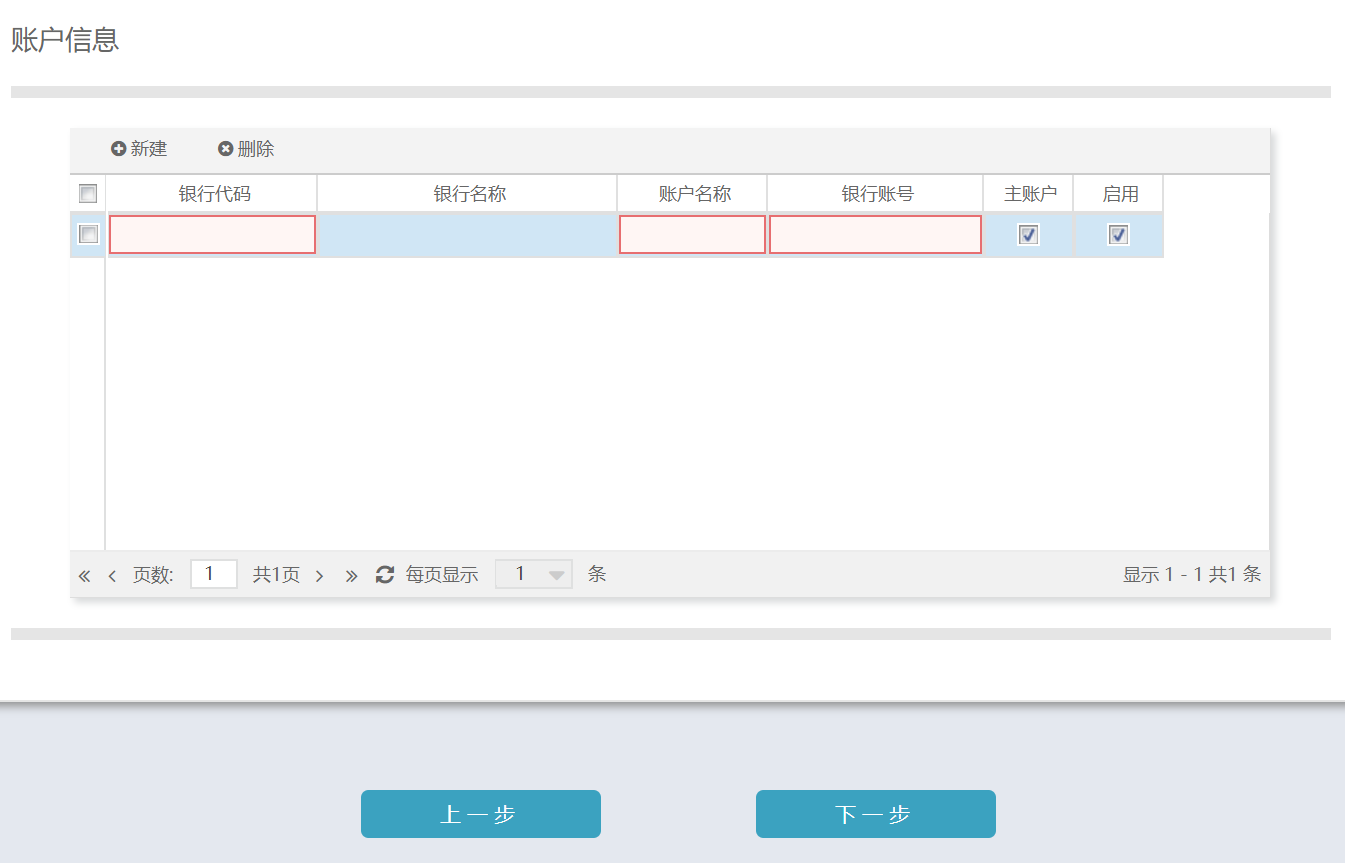 账户信息
新建 删除
银行代码 银行名称 账户名称 银行账号 主账户 启用
« ‹ 页数: 1 共1页 › » 每页显示 1 条 显示 1 - 1 共1 条
上一步 下一步